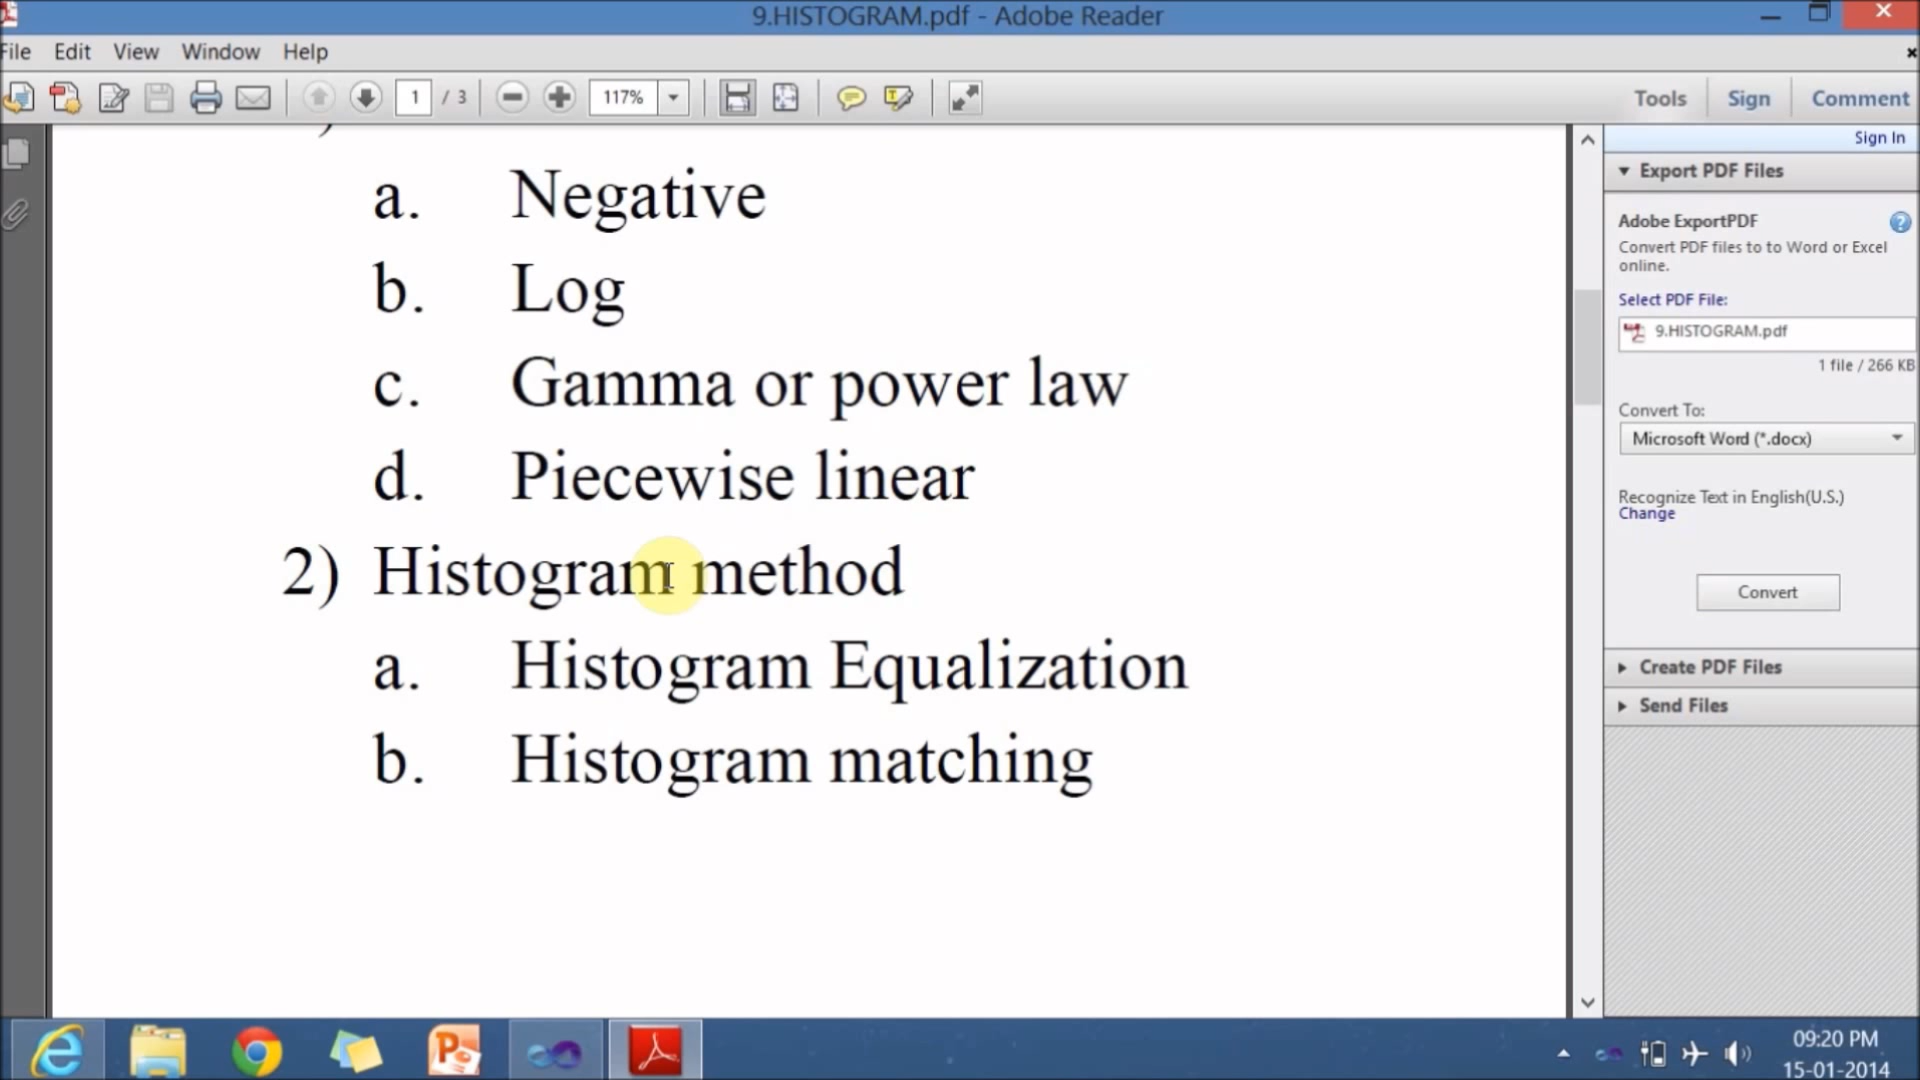 9.HISTOGRAM.pdf - Adobe Reader
File Edit View Window Help
1 / 3 117% Tools Sign Comment
Sign In
Export PDF Files
Adobe ExportPDF
Convert PDF files to to Word or Excel
online.
Select PDF File:
9.HISTOGRAM.pdf
1 file / 266 KB
Convert To:
Microsoft Word (*.docx)
Recognize Text in English(U.S.)
Change
Convert
Create PDF Files
Send Files
a. Negative
b. Log
c. Gamma or power law
d. Piecewise linear
2) Histogram method
a. Histogram Equalization
b. Histogram matching
09:20 PM
15-01-2014